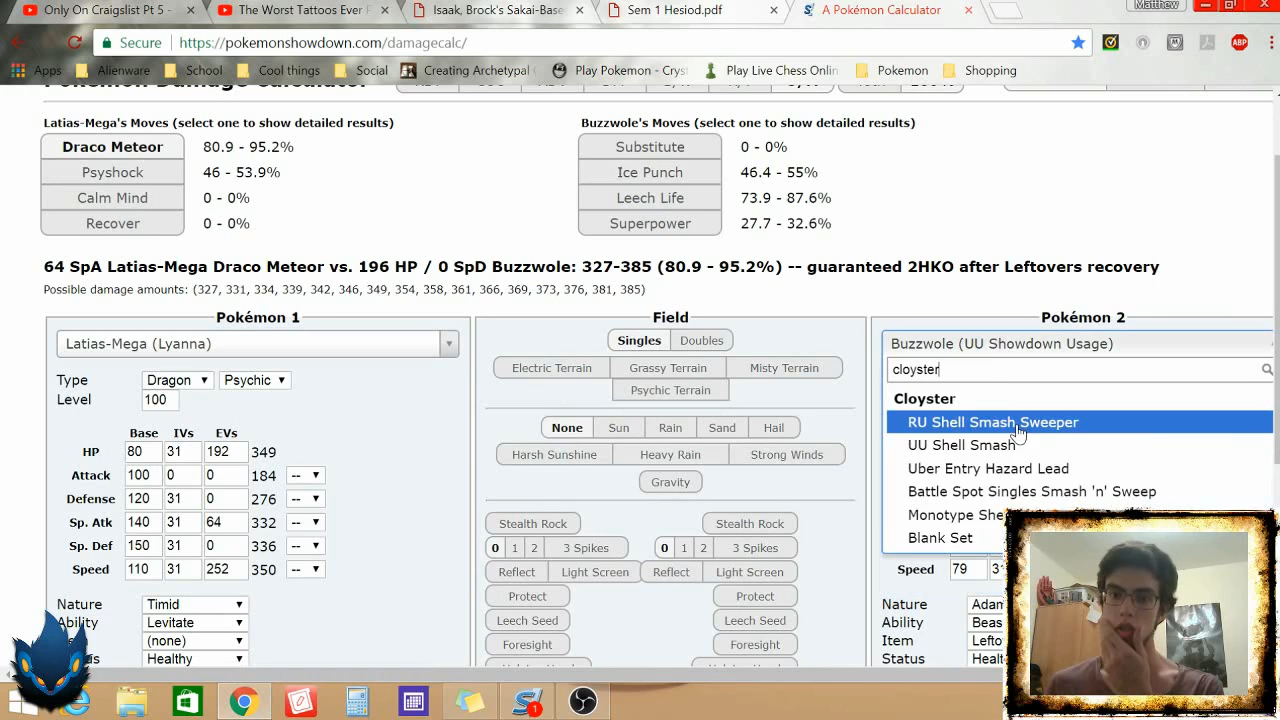 Only On Craigslist Pt 5 - × The Worst Tattoos Ever F × Isaak, Brock's Sakai-Base × Sem 1 Hesiod.pdf × A Pokémon Calculator × Matthew
Secure https://pokemonshowdown.com/damagecalc/ ABP
Apps Alienware School Cool things Social Creating Archetypal Play Pokemon - Crys Play Live Chess Onlin Pokemon Shopping
Pokémon Damage Calculator
Latias-Mega's Moves (select one to show detailed results) Buzzwole's Moves (select one to show detailed results)
Draco Meteor 80.9 - 95.2% Substitute 0 - 0%
Psyshock 46 - 53.9% Ice Punch 46.4 - 55%
Calm Mind 0 - 0% Leech Life 73.9 - 87.6%
Recover 0 - 0% Superpower 27.7 - 32.6%
64 SpA Latias-Mega Draco Meteor vs. 196 HP / 0 SpD Buzzwole: 327-385 (80.9 - 95.2%) -- guaranteed 2HKO after Leftovers recovery
Possible damage amounts: (327, 331, 334, 339, 342, 346, 349, 354, 358, 361, 366, 369, 373, 376, 381, 385)
Pokémon 1
Latias-Mega (Lyanna)
Type Dragon Psychic
Level 100
Base IVs EVs
HP 80 31 192 349
Attack 100 0 0 184 --
Defense 120 31 0 276 --
Sp. Atk 140 31 64 332 --
Sp. Def 150 31 0 336 --
Speed 110 31 252 350 --
Nature Timid
Ability Levitate
(none)
Healthy
Field
Singles Doubles
Electric Terrain Grassy Terrain Misty Terrain
Psychic Terrain
None Sun Rain Sand Hail
Harsh Sunshine Heavy Rain Strong Winds
Gravity
Stealth Rock Stealth Rock
0 1 2 3 Spikes 0 1 2 3 Spikes
Reflect Light Screen Reflect Light Screen
Protect Protect
Leech Seed Leech Seed
Foresight Foresight
Pokémon 2
Buzzwole (UU Showdown Usage)
cloyster
Cloyster
RU Shell Smash Sweeper
UU Shell Smash
Uber Entry Hazard Lead
Battle Spot Singles Smash 'n' Sweep
Monotype She
Blank Set
Speed 79 31
Nature Adam
Ability Beas
Item Lefto
Status Healt
1